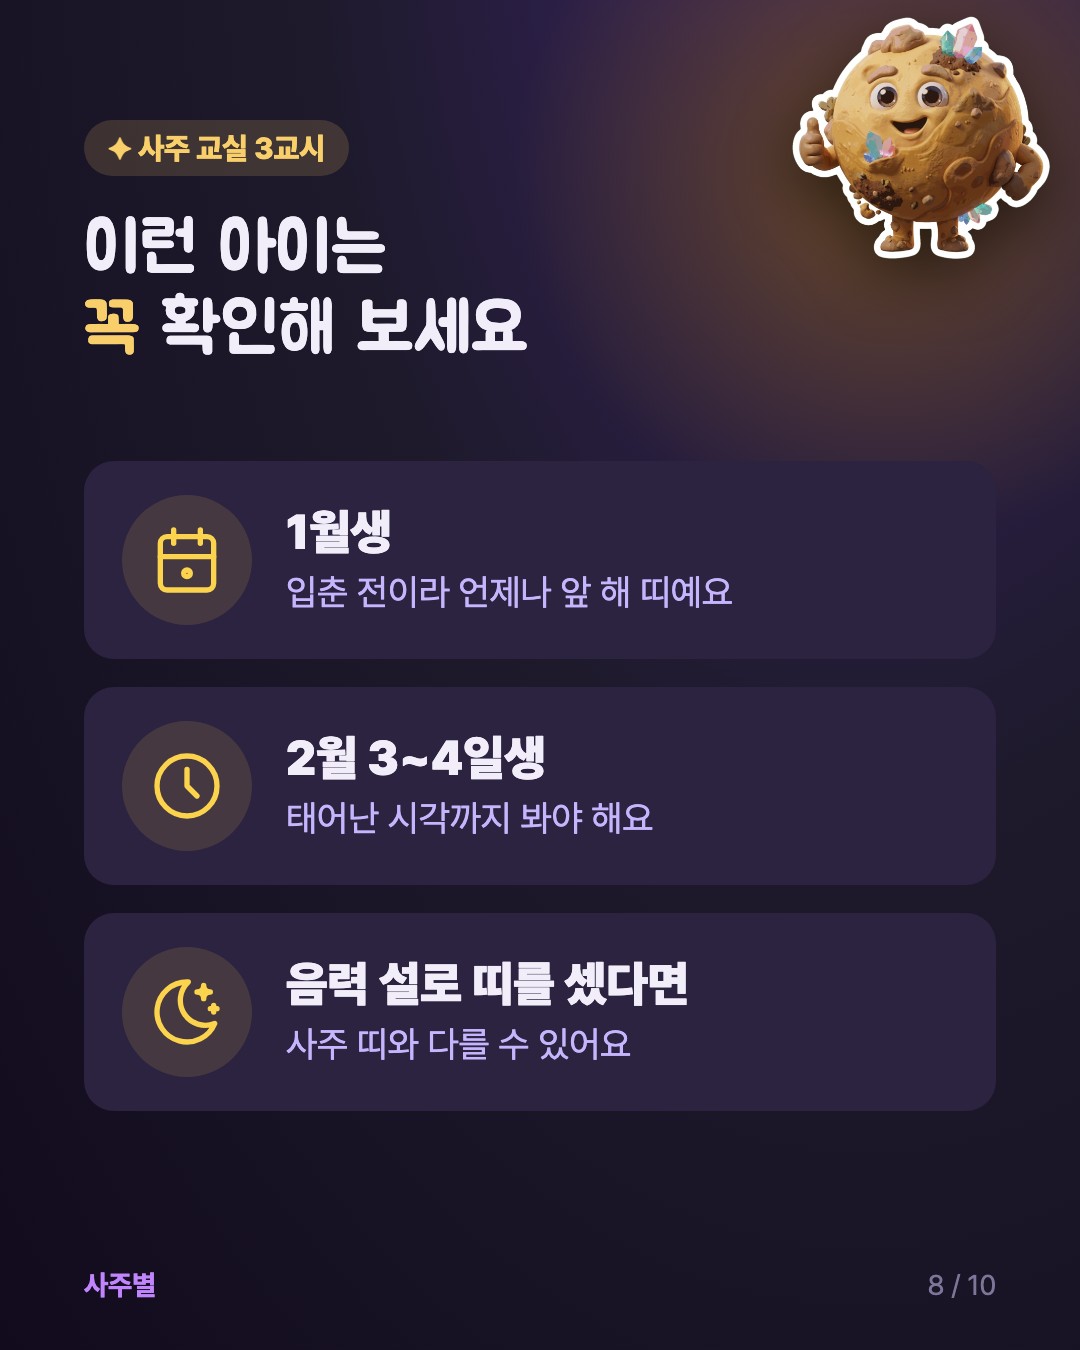 ✦ 사주 교실 3교시
이런 아이는
꼭 확인해 보세요
1월생
입춘 전이라 언제나 앞 해 띠예요
2월 3~4일생
태어난 시각까지 봐야 해요
음력 설로 띠를 셌다면
사주 띠와 다를 수 있어요
사주별
8 / 10